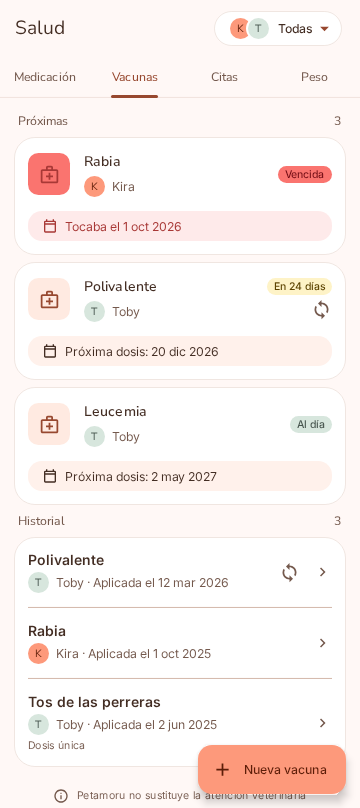 Salud
K T Todas
Medicación Vacunas Citas Peso
Próximas 3
Rabia
K Kira
Vencida
Tocaba el 1 oct 2026
Polivalente
En 24 días
T Toby
Próxima dosis: 20 dic 2026
Leucemia
T Toby
Al día
Próxima dosis: 2 may 2027
Historial 3
Polivalente
T Toby · Aplicada el 12 mar 2026
Rabia
K Kira · Aplicada el 1 oct 2025
Tos de las perreras
T Toby · Aplicada el 2 jun 2025
Dosis única
Nueva vacuna
Petamoru no sustituye la atención veterinaria